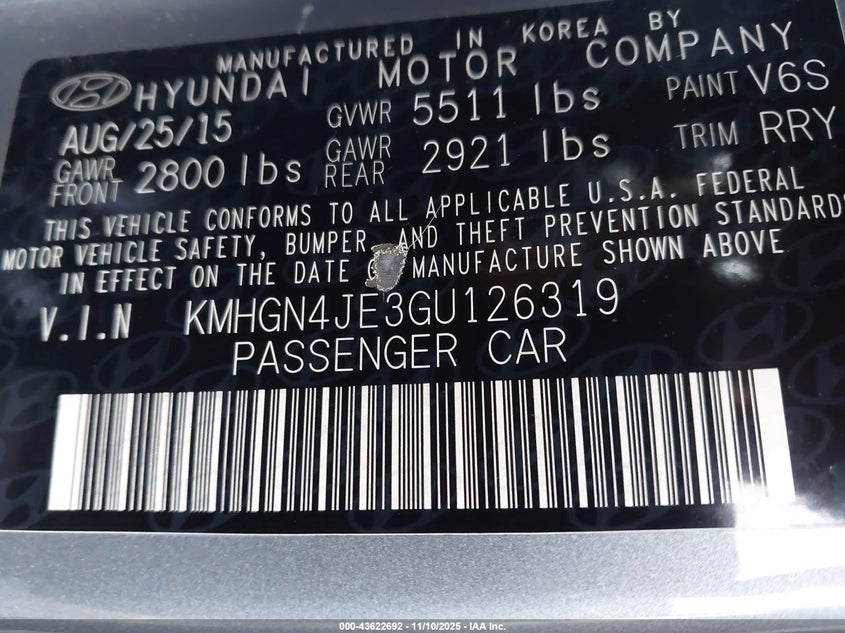 MANUFACTURED IN KOREA BY
HYUNDAI MOTOR COMPANY
AUG/25/15 GVWR 5511 lbs PAINT V6S
GAWR FRONT 2800 lbs GAWR REAR 2921 lbs TRIM RRY
THIS VEHICLE CONFORMS TO ALL APPLICABLE U.S.A. FEDERAL
MOTOR VEHICLE SAFETY, BUMPER AND THEFT PREVENTION STANDARDS
IN EFFECT ON THE DATE MANUFACTURE SHOWN ABOVE
V.I.N KMHGN4JE3GU126319
PASSENGER CAR
000-43622692 - 11/10/2025 - IAA Inc.